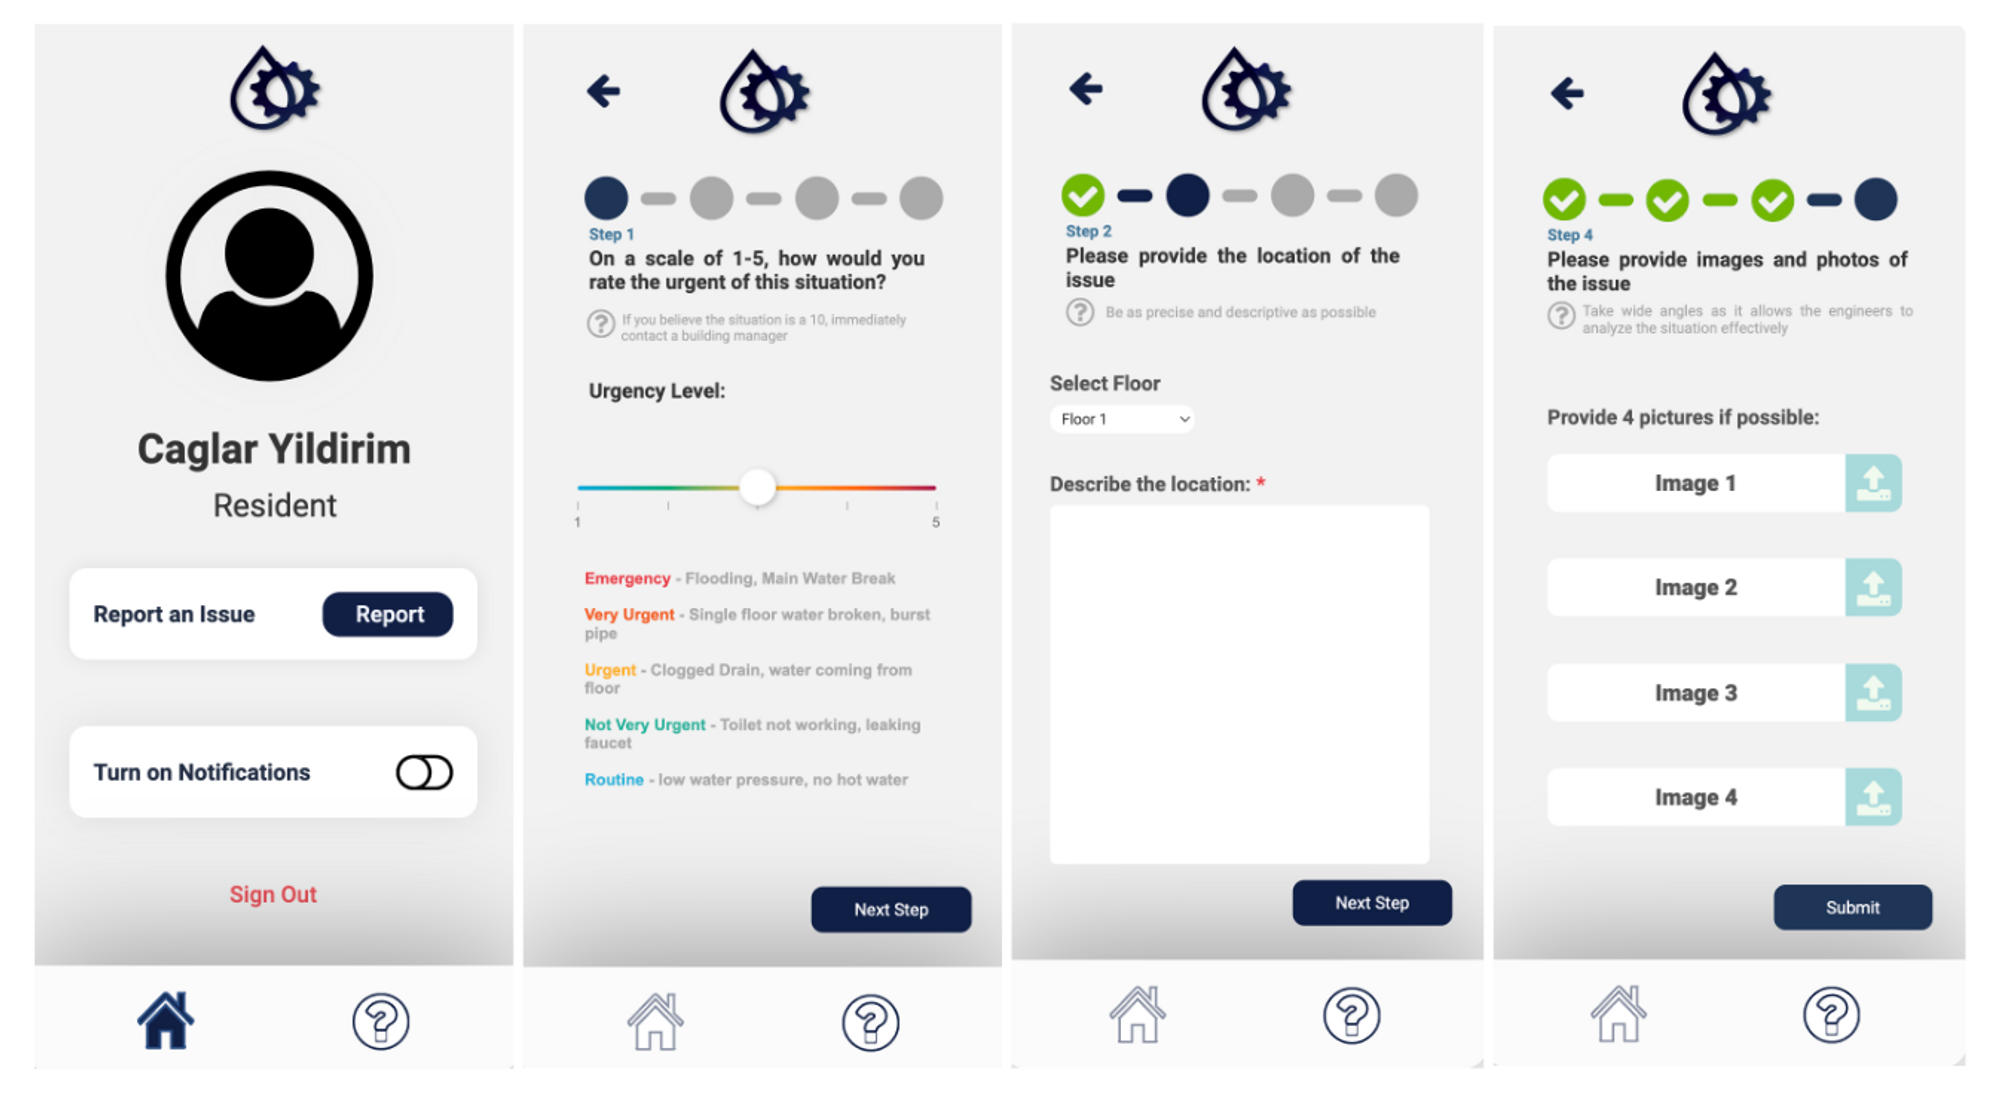 Caglar Yildirim
Resident
Report an Issue
Report
Turn on Notifications
Sign Out
Step 1
On a scale of 1-5, how would you
rate the urgent of this situation?
If you believe the situation is a 10, immediately
contact a building manager
Urgency Level:
1
5
Emergency - Flooding, Main Water Break
Very Urgent - Single floor water broken, burst
pipe
Urgent - Clogged Drain, water coming from
floor
Not Very Urgent - Toilet not working, leaking
faucet
Routine - low water pressure, no hot water
Next Step
Step 2
Please provide the location of the
issue
Be as precise and descriptive as possible
Select Floor
Floor 1
Describe the location: *
Next Step
Step 4
Please provide images and photos of
the issue
Take wide angles as it allows the engineers to
analyze the situation effectively
Provide 4 pictures if possible:
Image 1
Image 2
Image 3
Image 4
Submit